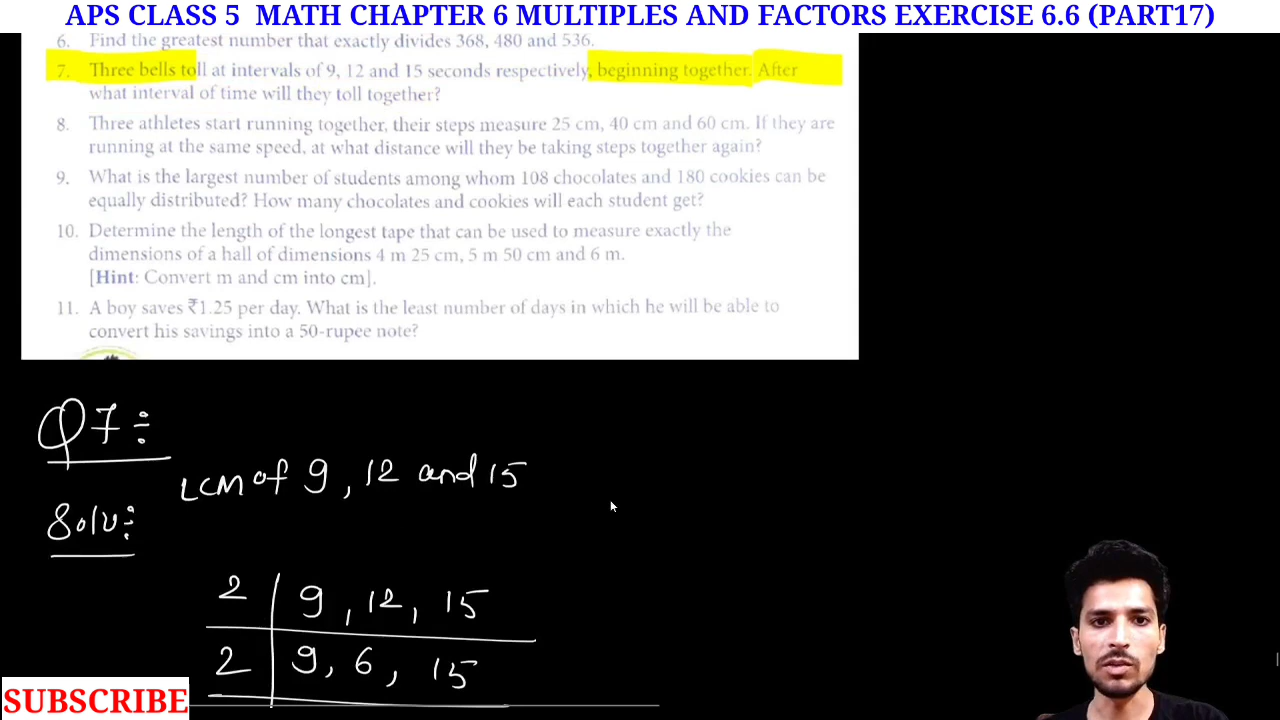 APS CLASS 5 MATH CHAPTER 6 MULTIPLES AND FACTORS EXERCISE 6.6 (PART17)
6. Find the greatest number that exactly divides 368, 480 and 536.
7. Three bells toll at intervals of 9, 12 and 15 seconds respectively, beginning together. After
what interval of time will they toll together?
8. Three athletes start running together, their steps measure 25 cm, 40 cm and 60 cm. If they are
running at the same speed, at what distance will they be taking steps together again?
9. What is the largest number of students among whom 108 chocolates and 180 cookies can be
equally distributed? How many chocolates and cookies will each student get?
10. Determine the length of the longest tape that can be used to measure exactly the
dimensions of a hall of dimensions 4 m 25 cm, 5 m 50 cm and 6 m.
[Hint: Convert m and cm into cm].
11. A boy saves ₹1.25 per day. What is the least number of days in which he will be able to
convert his savings into a 50-rupee note?
Q7:
LCM of 9, 12 and 15
Solu:
2 | 9, 12, 15
2 | 9, 6, 15
SUBSCRIBE